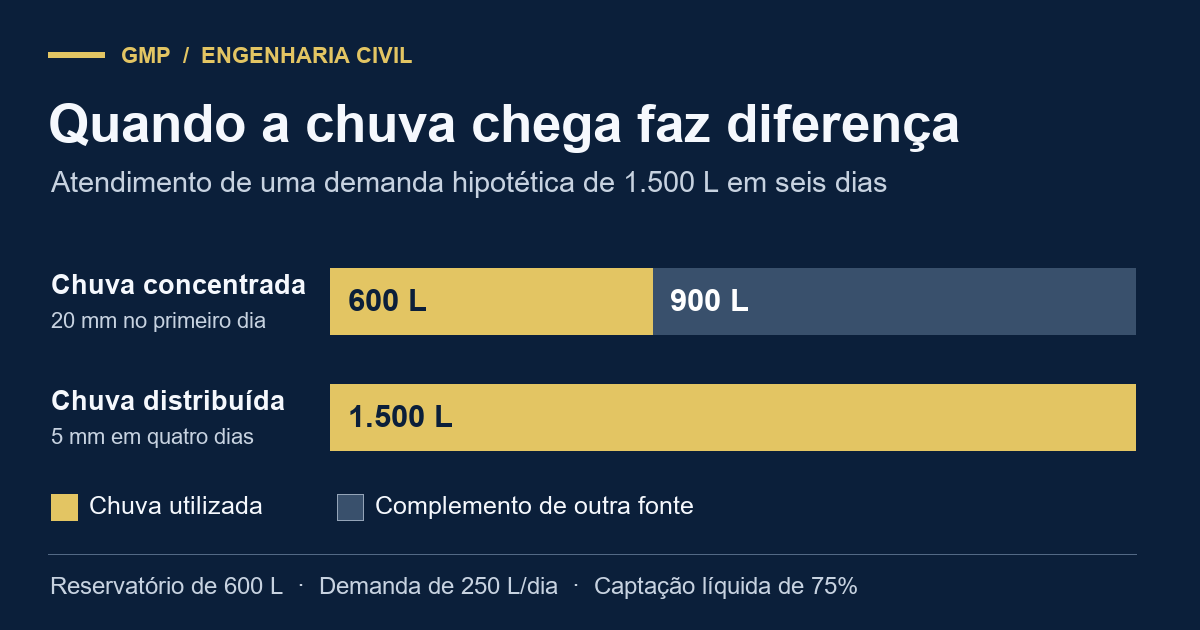 GMP / ENGENHARIA CIVIL
Quando a chuva chega faz diferença
Atendimento de uma demanda hipotética de 1.500 L em seis dias
Chuva concentrada
20 mm no primeiro dia
600 L
900 L
Chuva distribuída
5 mm em quatro dias
1.500 L
Chuva utilizada
Complemento de outra fonte
Reservatório de 600 L · Demanda de 250 L/dia · Captação líquida de 75%